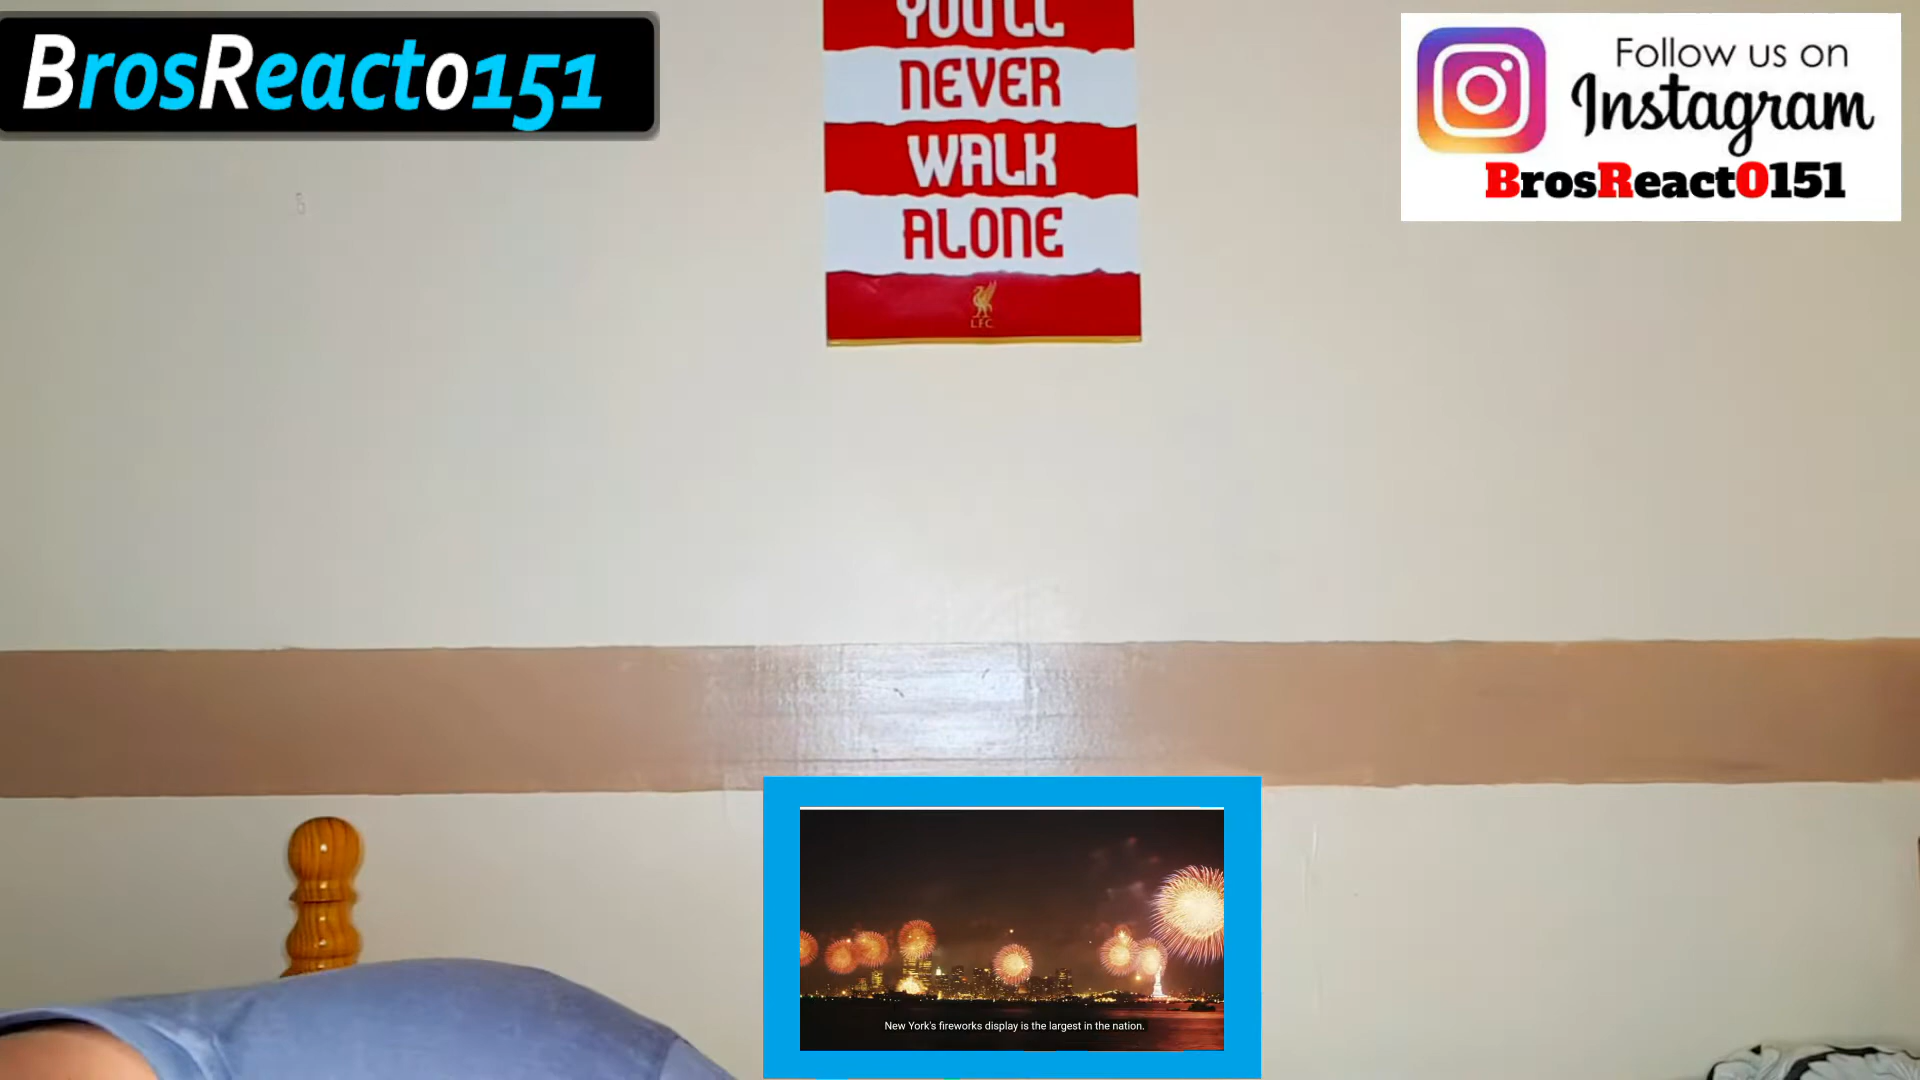 BrosReact0151
YOU'LL
NEVER
WALK
ALONE
L.F.C.
Follow us on
Instagram
BrosReact0151
New York's fireworks display is the largest in the nation.